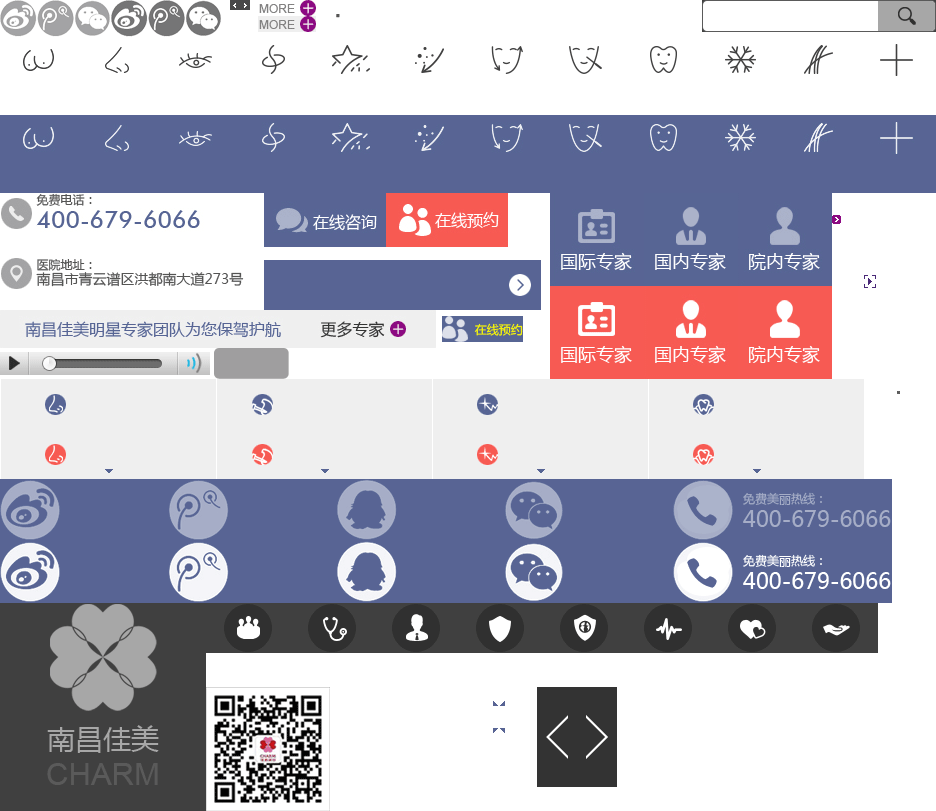 MORE
MORE
免费电话：
400-679-6066
在线咨询
在线预约
国际专家
国内专家
院内专家
医院地址：
南昌市青云谱区洪都南大道273号
南昌佳美明星专家团队为您保驾护航
更多专家
在线预约
国际专家
国内专家
院内专家
免费美丽热线：
400-679-6066
免费美丽热线：
400-679-6066
南昌佳美
CHARM
CHARM